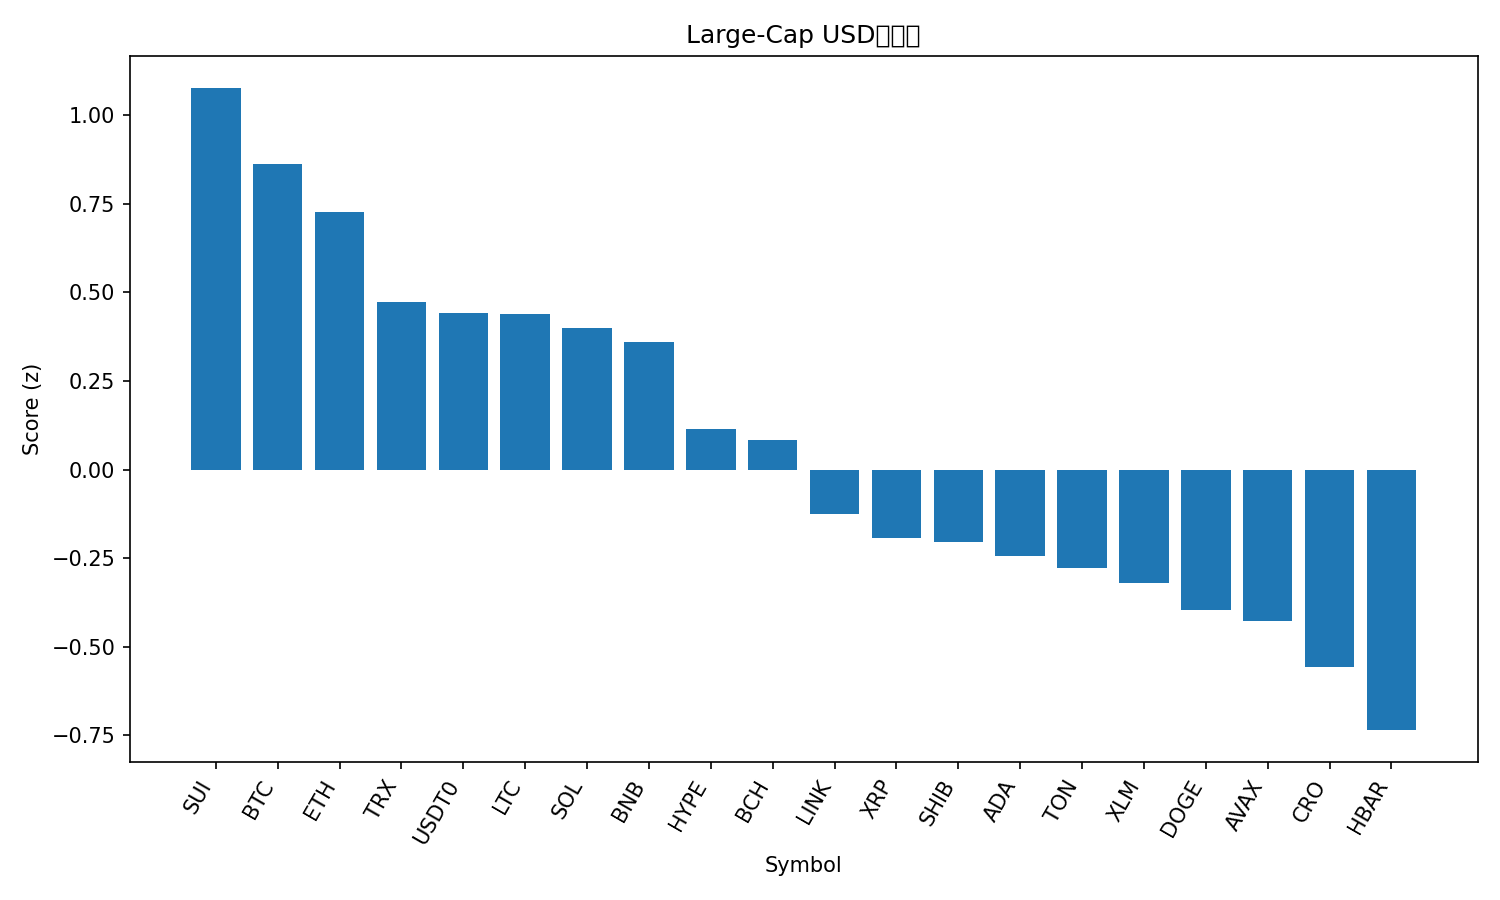 Large-Cap USD
Score (z)
1.00
0.75
0.50
0.25
0.00
−0.25
−0.50
−0.75
SUI
BTC
ETH
TRX
USDT0
LTC
SOL
BNB
HYPE
BCH
LINK
XRP
SHIB
ADA
TON
XLM
DOGE
AVAX
CRO
HBAR
Symbol